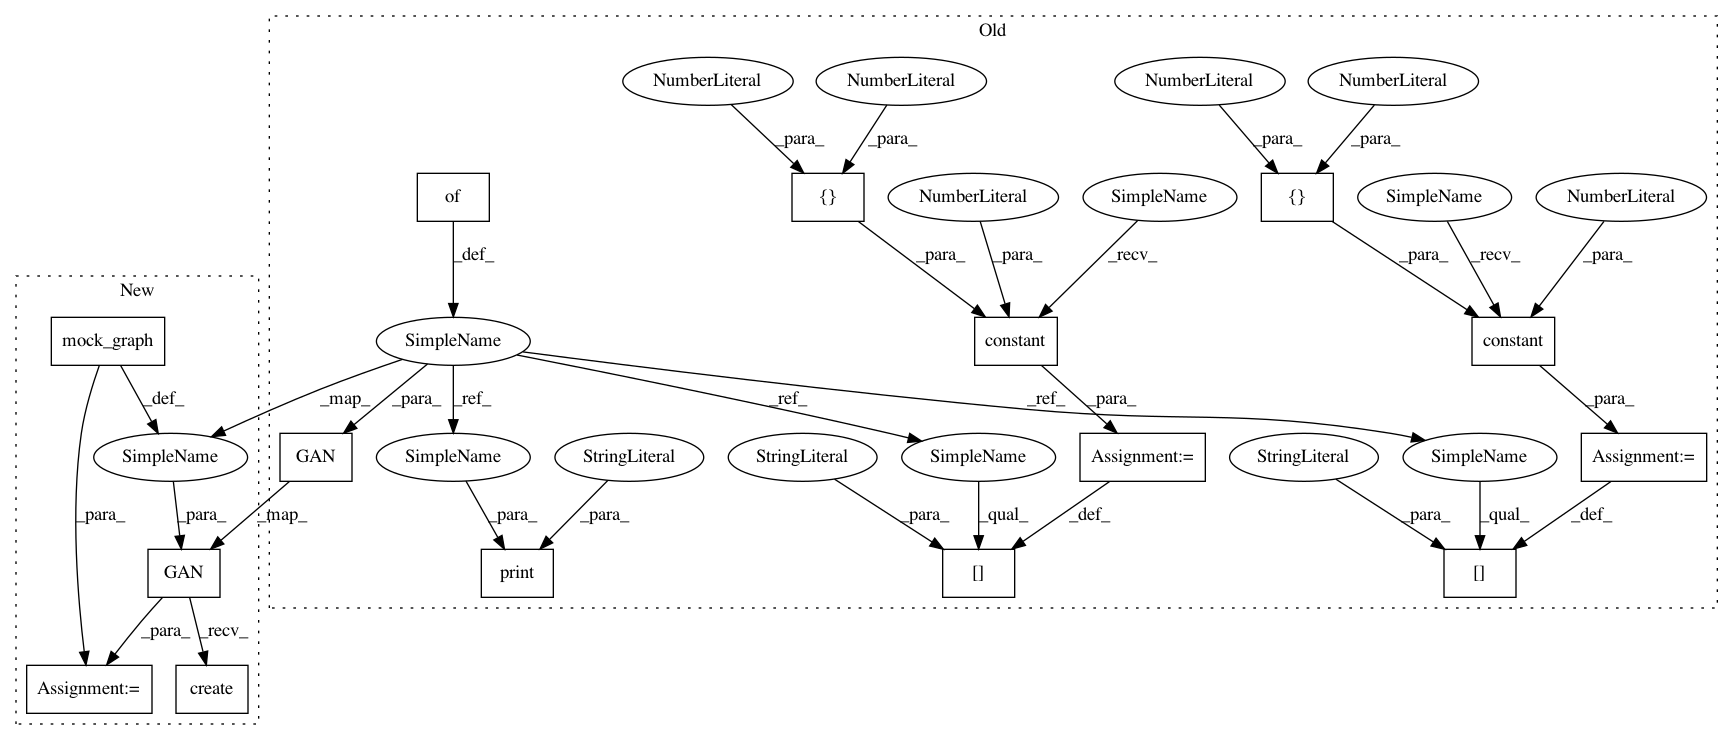 Old
NumberLiteral NumberLiteral NumberLiteral NumberLiteral
_para_ _para_ _para_ _para_
of {} NumberLiteral SimpleName {} SimpleName NumberLiteral
_def_ _para_ _para_ _recv_ _para_ _recv_ _para_
New
mock_graph SimpleName constant constant
_def_ _map_ _para_ _ref_ _ref_ _ref_ _para_ _para_
SimpleName GAN SimpleName StringLiteral StringLiteral SimpleName Assignment:= StringLiteral SimpleName Assignment:=
_para_ _para_ _map_ _para_ _para_ _para_ _qual_ _def_ _para_ _qual_ _def_
GAN print [] []
_para_ _recv_
Assignment:= create